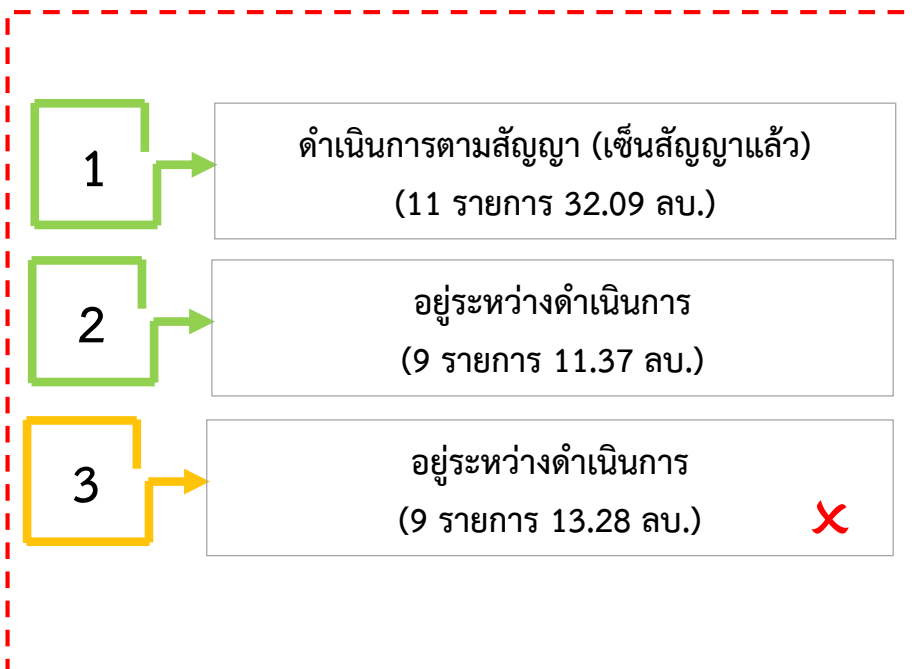 1
ดำเนินการตามสัญญา (เซ็นสัญญาแล้ว)
(11 รายการ 32.09 ลบ.)
2
อยู่ระหว่างดำเนินการ
(9 รายการ 11.37 ลบ.)
3
อยู่ระหว่างดำเนินการ
(9 รายการ 13.28 ลบ.)